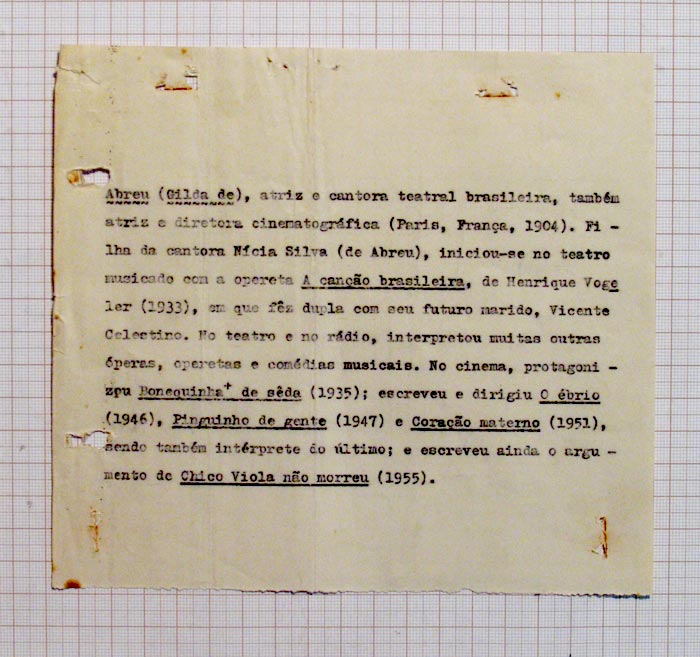 Abreu (Gilda de), atriz e cantora teatral brasileira, também
atriz e diretora cinematográfica (Paris, França, 1904). Fi -
lha da cantora Nícia Silva (de Abreu), iniciou-se no teatro
musicado com a opereta A canção brasileira, de Henrique Voge
ler (1933), em que fêz dupla com seu futuro marido, Vicente
Celestino. No teatro e no rádio, interpretou muitas outras
óperas, operetas e comédias musicais. No cinema, protagoni -
zou Bonequinha+ de sêda (1935); escreveu e dirigiu O ébrio
(1946), Pinguinho de gente (1947) e Coração materno (1951),
sendo também intérprete do último; e escreveu ainda o argu -
mento de Chico Viola não morreu (1955).